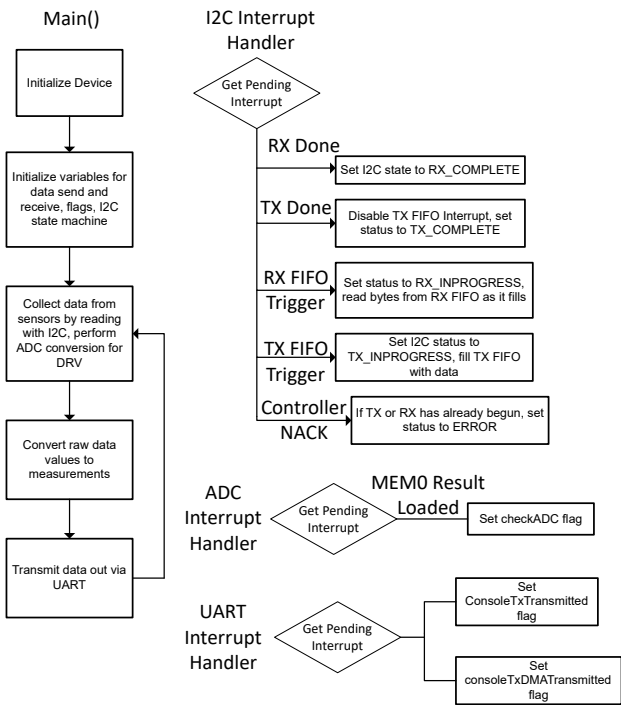 Main()
Initialize Device
Initialize variables for
data send and
receive, flags, I2C
state machine
Collect data from
sensors by reading
with I2C, perform
ADC conversion for
DRV
Convert raw data
values to
measurements
Transmit data out via
UART
I2C Interrupt
Handler
Get Pending
Interrupt
RX Done
Set I2C state to RX_COMPLETE
TX Done
Disable TX FIFO Interrupt, set
status to TX_COMPLETE
RX FIFO
Trigger
Set status to RX_INPROGRESS,
read bytes from RX FIFO as it fills
TX FIFO
Trigger
Set I2C status to
TX_INPROGRESS, fill TX FIFO
with data
Controller
NACK
If TX or RX has already begun, set
status to ERROR
ADC
Interrupt
Handler
Get Pending
Interrupt
MEM0 Result
Loaded
Set checkADC flag
UART
Interrupt
Handler
Get Pending
Interrupt
Set
ConsoleTxTransmitted
flag
Set
consoleTxDMATransmitted
flag